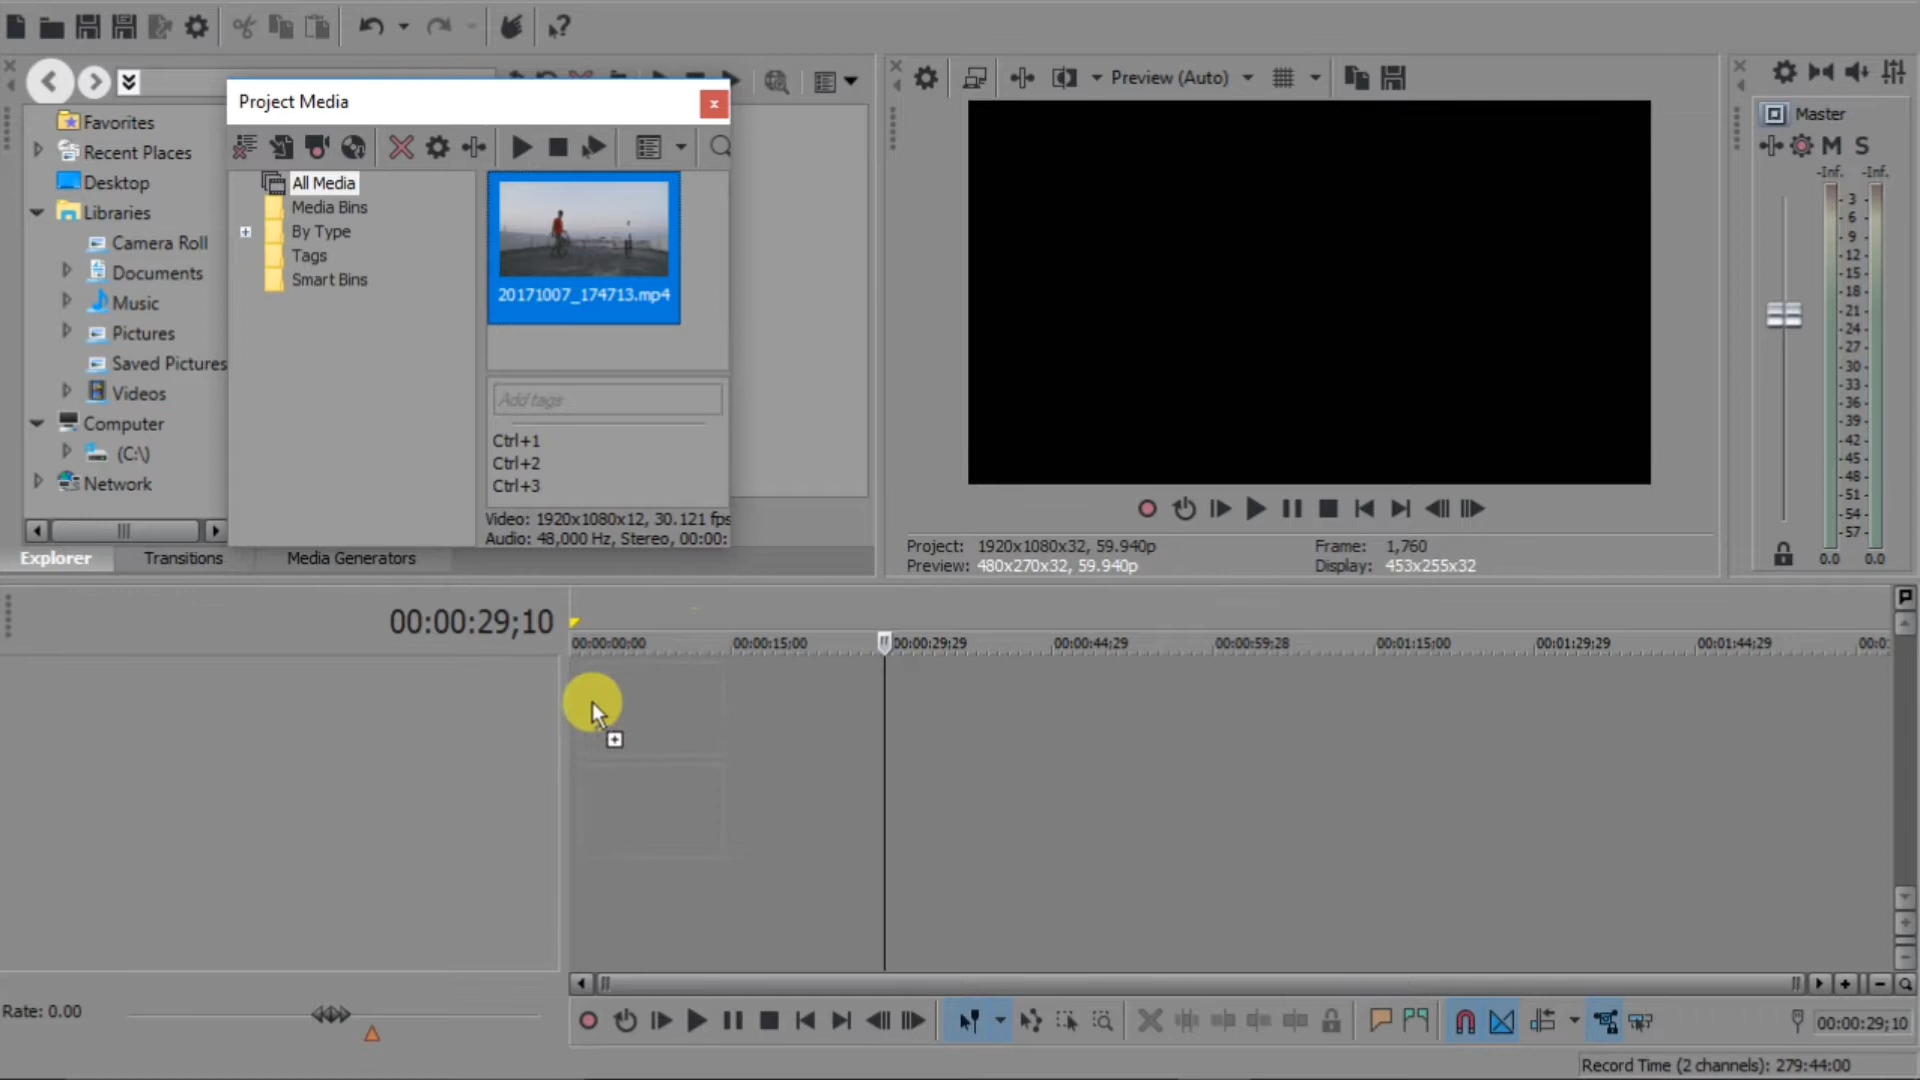 Project Media
Preview (Auto)
Master
M S
-Inf. -Inf.
Favorites
Recent Places
Desktop
Libraries
Camera Roll
Documents
Music
Pictures
Saved Pictures
Videos
Computer
(C:\)
Network
All Media
Media Bins
By Type
Tags
Smart Bins
20171007_174713.mp4
Add tags
Ctrl+1
Ctrl+2
Ctrl+3
Video: 1920x1080x12, 30.121 fps
Audio: 48,000 Hz, Stereo, 00:00:
Explorer
Transitions
Media Generators
Project: 1920x1080x32, 59.940p
Preview: 480x270x32, 59.940p
Frame: 1,760
Display: 453x255x32
- 3 -
- 6 -
- 9 -
-12-
-15-
-18-
-21-
-24-
-27-
-30-
-33-
-36-
-39-
-42-
-45-
-48-
-51-
-54-
-57-
0.0 0.0
00:00:29;10
00:00:00;00 00:00:15;00 00:00:29;29 00:00:44;29 00:00:59;28 00:01:15;00 00:01:29;29 00:01:44;29 00:0
Rate: 0.00
00:00:29;10
Record Time (2 channels): 279:44:00